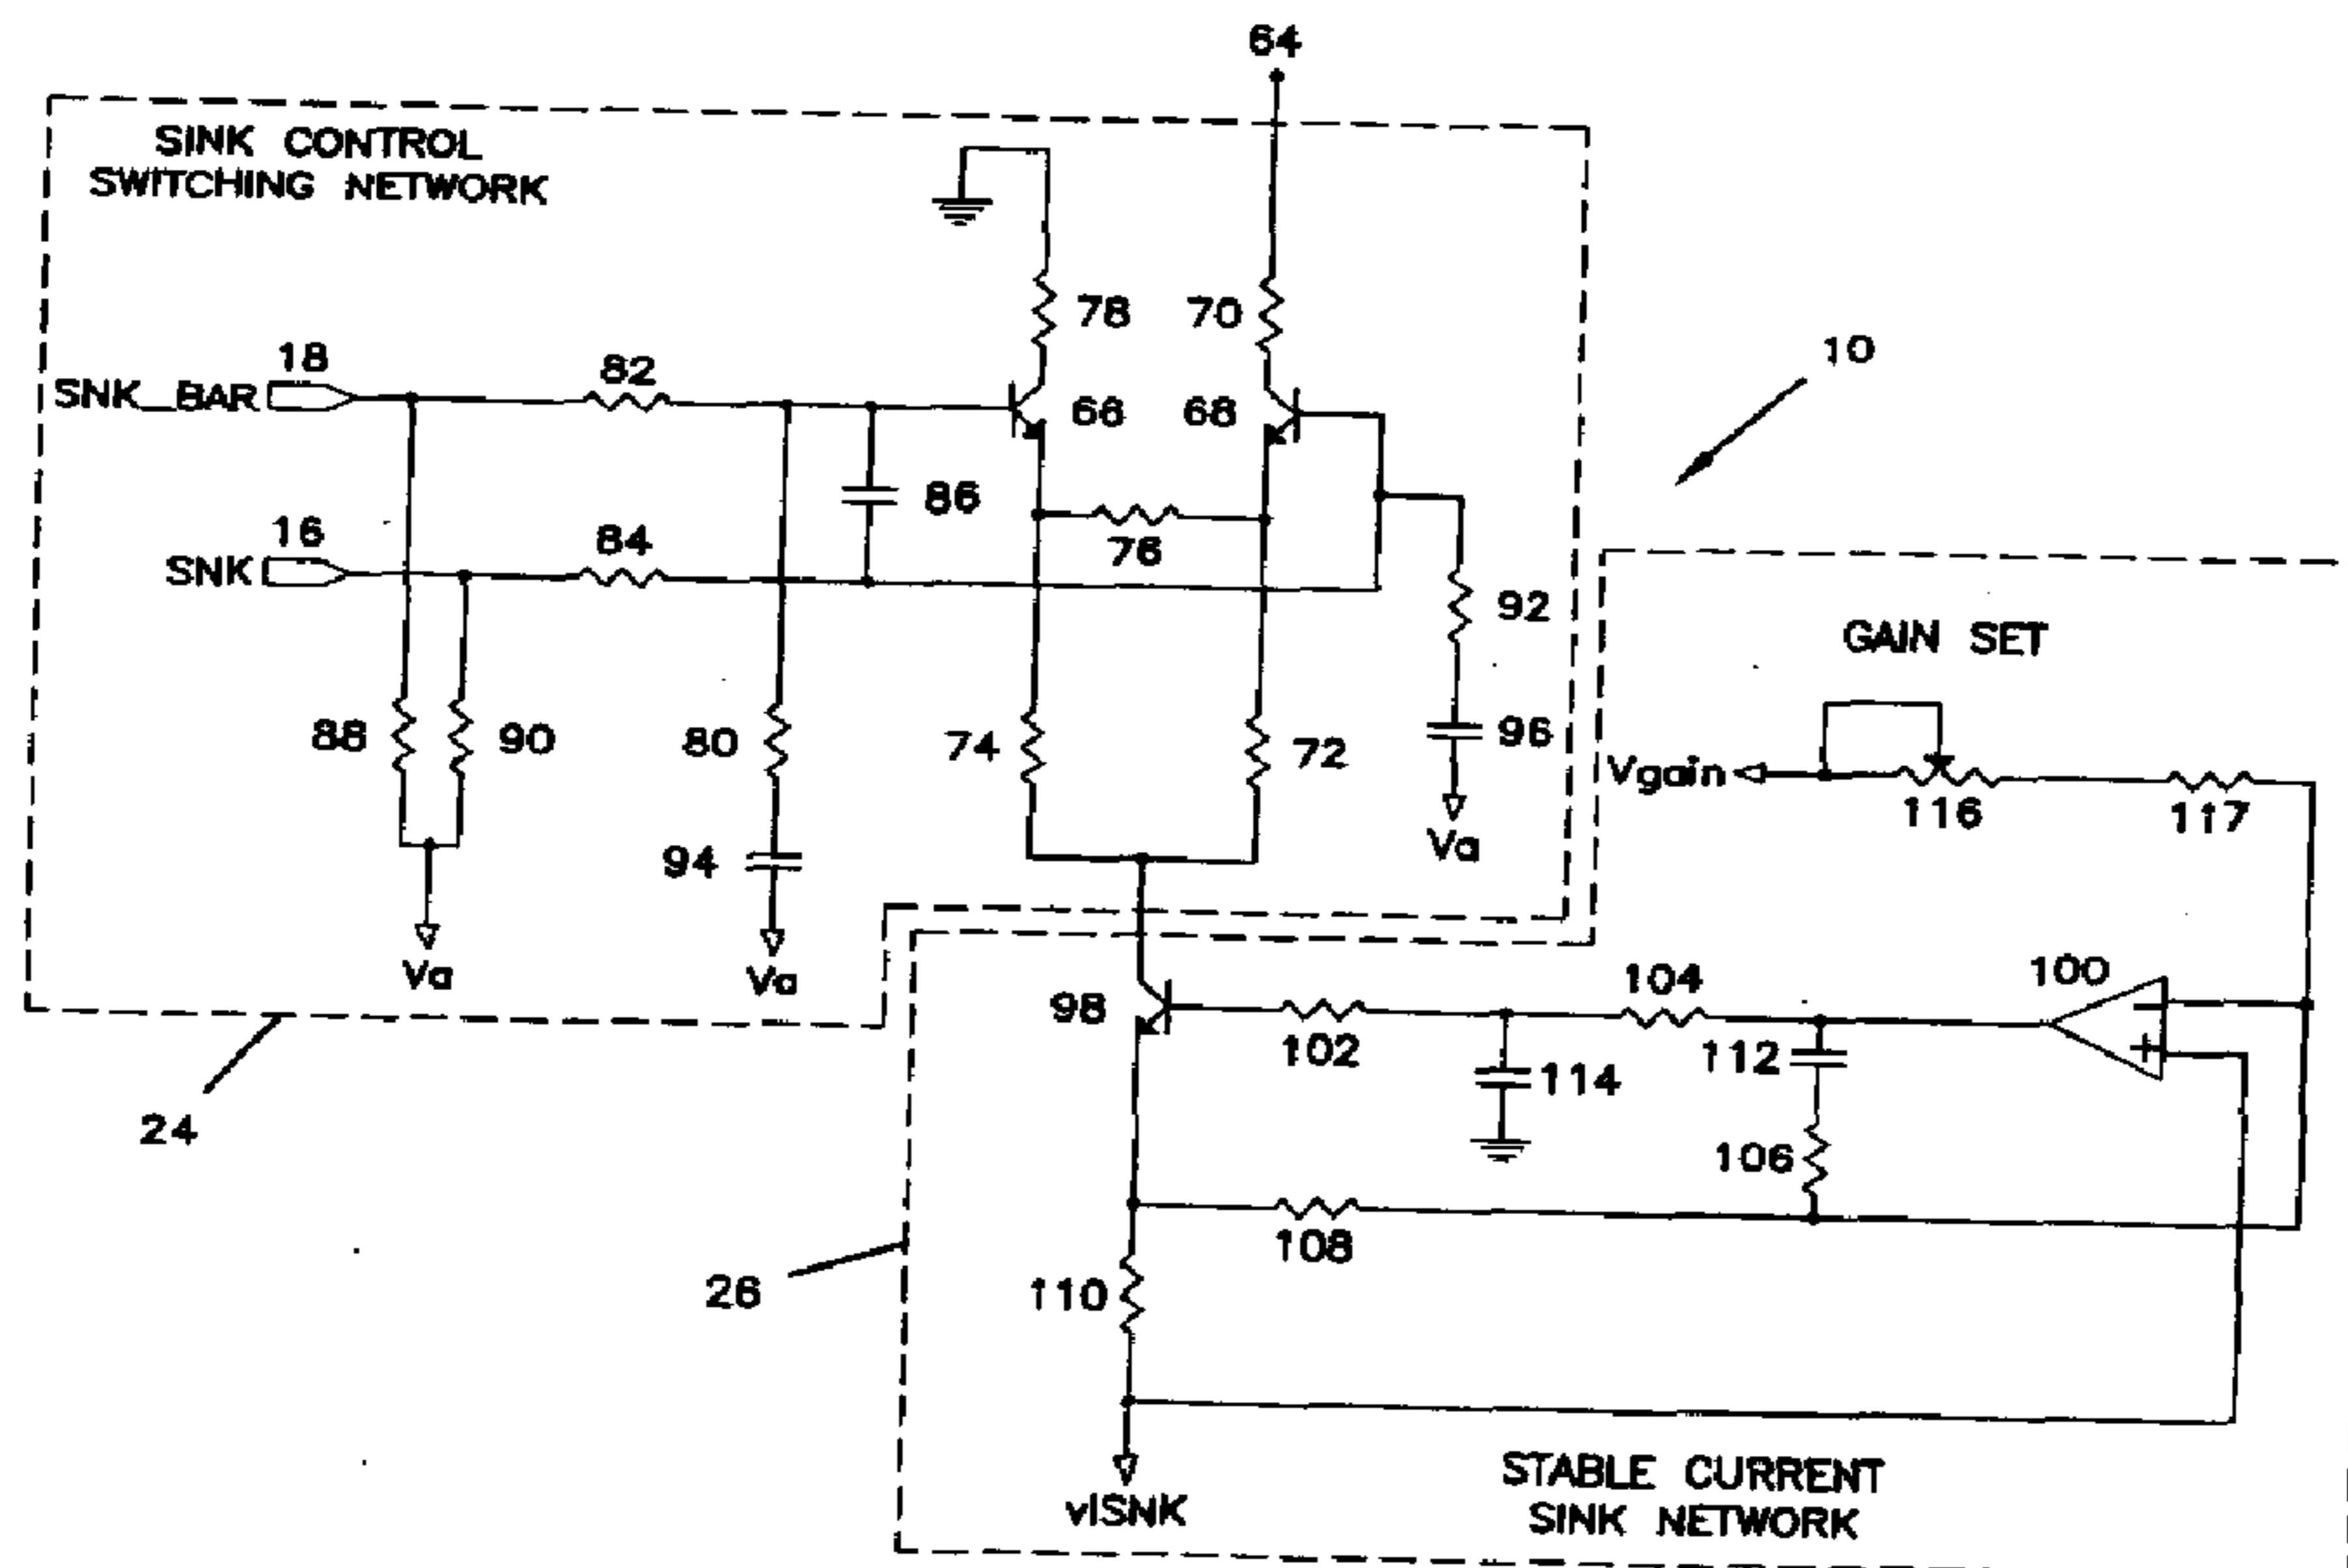 64
SINK CONTROL
SWITCHING NETWORK
78
70
10
18
SNK_BAR
82
66
68
86
16
SNK
84
76
92
GAIN SET
88
90
80
74
72
96
Vgain
116
117
94
Va
Va
Va
98
104
100
-
+
102
114
112
24
106
108
26
110
vISNK
STABLE CURRENT
SINK NETWORK